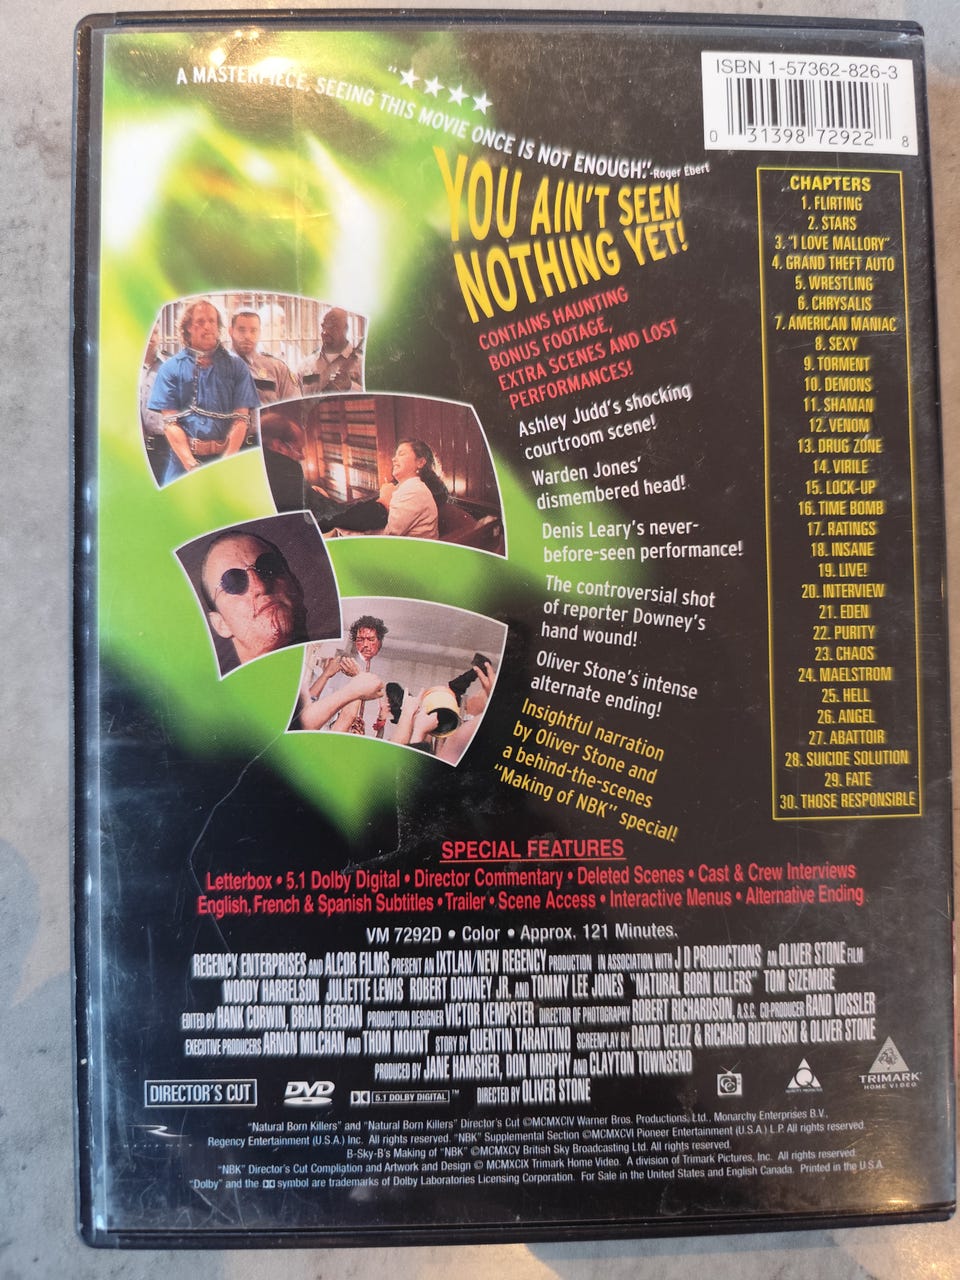 "★★★★
A MASTERPIECE, SEEING THIS MOVIE ONCE IS NOT ENOUGH." -Roger Ebert
YOU AIN'T SEEN
NOTHING YET!
CONTAINS HAUNTING
BONUS FOOTAGE,
EXTRA SCENES AND LOST
PERFORMANCES!
Ashley Judd's shocking
courtroom scene!
Warden Jones'
dismembered head!
Denis Leary's never-
before-seen performance!
The controversial shot
of reporter Downey's
hand wound!
Oliver Stone's intense
alternate ending!
Insightful narration
by Oliver Stone and
a behind-the-scenes
"Making of NBK" special!
ISBN 1-57362-826-3
0 31398 72922 8
CHAPTERS
1. FLIRTING
2. STARS
3. "I LOVE MALLORY"
4. GRAND THEFT AUTO
5. WRESTLING
6. CHRYSALIS
7. AMERICAN MANIAC
8. SEXY
9. TORMENT
10. DEMONS
11. SHAMAN
12. VENOM
13. DRUG ZONE
14. VIRILE
15. LOCK-UP
16. TIME BOMB
17. RATINGS
18. INSANE
19. LIVE!
20. INTERVIEW
21. EDEN
22. PURITY
23. CHAOS
24. MAELSTROM
25. HELL
26. ANGEL
27. ABATTOIR
28. SUICIDE SOLUTION
29. FATE
30. THOSE RESPONSIBLE
SPECIAL FEATURES
Letterbox • 5.1 Dolby Digital • Director Commentary • Deleted Scenes • Cast & Crew Interviews
English, French & Spanish Subtitles • Trailer • Scene Access • Interactive Menus • Alternative Ending
VM 7292D • Color • Approx. 121 Minutes.
REGENCY ENTERPRISES AND ALCOR FILMS PRESENT AN IXTLAN/NEW REGENCY PRODUCTION IN ASSOCIATION WITH J D PRODUCTIONS AN OLIVER STONE FILM
WOODY HARRELSON JULIETTE LEWIS ROBERT DOWNEY JR. AND TOMMY LEE JONES "NATURAL BORN KILLERS" TOM SIZEMORE
EDITED BY HANK CORWIN, BRIAN BERDAN PRODUCTION DESIGNER VICTOR KEMPSTER DIRECTOR OF PHOTOGRAPHY ROBERT RICHARDSON, A.S.C. CO-PRODUCER RAND VOSSLER
EXECUTIVE PRODUCERS ARNON MILCHAN AND THOM MOUNT STORY BY QUENTIN TARANTINO SCREENPLAY BY DAVID VELOZ & RICHARD RUTOWSKI & OLIVER STONE
PRODUCED BY JANE HAMSHER, DON MURPHY AND CLAYTON TOWNSEND
DIRECTED BY OLIVER STONE
DIRECTOR'S CUT
DVD
5.1 DOLBY DIGITAL™
CC
TRIMARK
HOME VIDEO
"Natural Born Killers" and "Natural Born Killers" Director's Cut ©MCMXCIV Warner Bros. Productions, Ltd., Monarchy Enterprises B.V.,
Regency Entertainment (U.S.A.) Inc. All rights reserved. "NBK" Supplemental Section ©MCMXCVI Pioneer Entertainment (U.S.A.) L.P. All rights reserved.
B-Sky-B's Making of "NBK" ©MCMXCV British Sky Broadcasting Ltd. All rights reserved.
"NBK" Director's Cut Compliation and Artwork and Design © MCMXCIX Trimark Home Video. A division of Trimark Pictures, Inc. All rights reserved.
"Dolby" and the symbol are trademarks of Dolby Laboratories Licensing Corporation. For Sale in the United States and English Canada. Printed in the U.S.A.